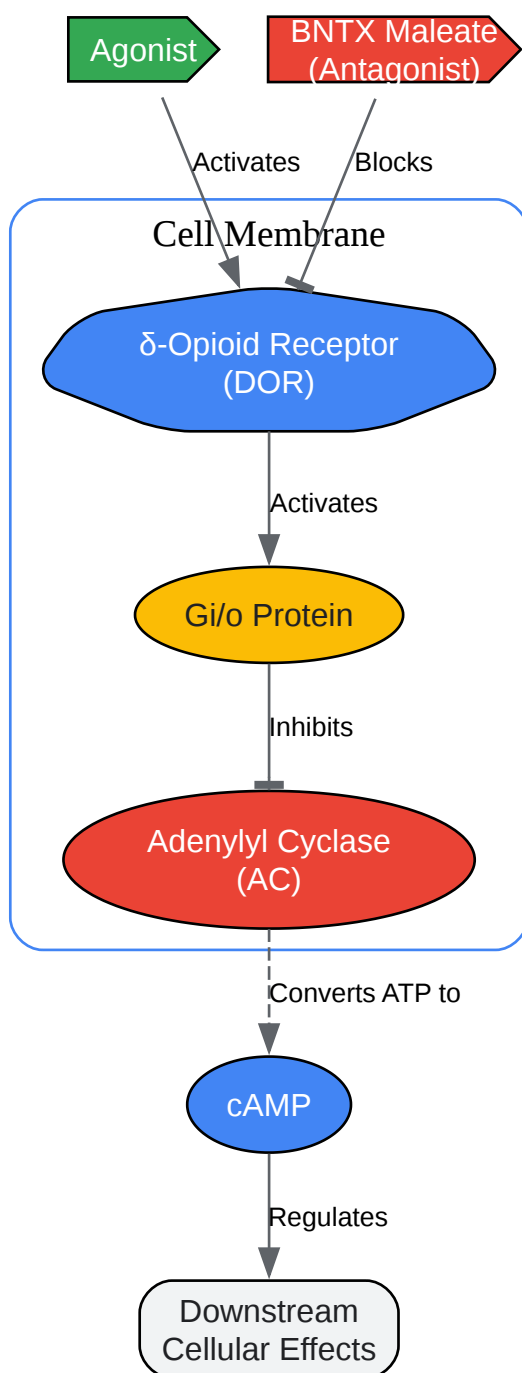 Agonist
BNTX Maleate
(Antagonist)
Activates
Blocks
Cell Membrane
δ-Opioid Receptor
(DOR)
Activates
Gi/o Protein
Inhibits
Adenylyl Cyclase
(AC)
Converts ATP to
cAMP
Regulates
Downstream
Cellular Effects